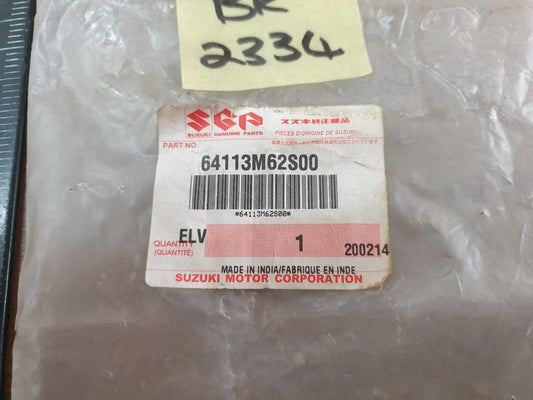 BK
2334
SGP
SUZUKI GENUINE PARTS
スズキ純正部品
PIÈCES D'ORIGINE DE SUZUKI
PART NO.
64113M62S00
*64113M62S00*
ELV
QUANTITY
(QUANTITÉ)
1
200214
MADE IN INDIA/FABRIQUE EN INDE
SUZUKI MOTOR CORPORATION